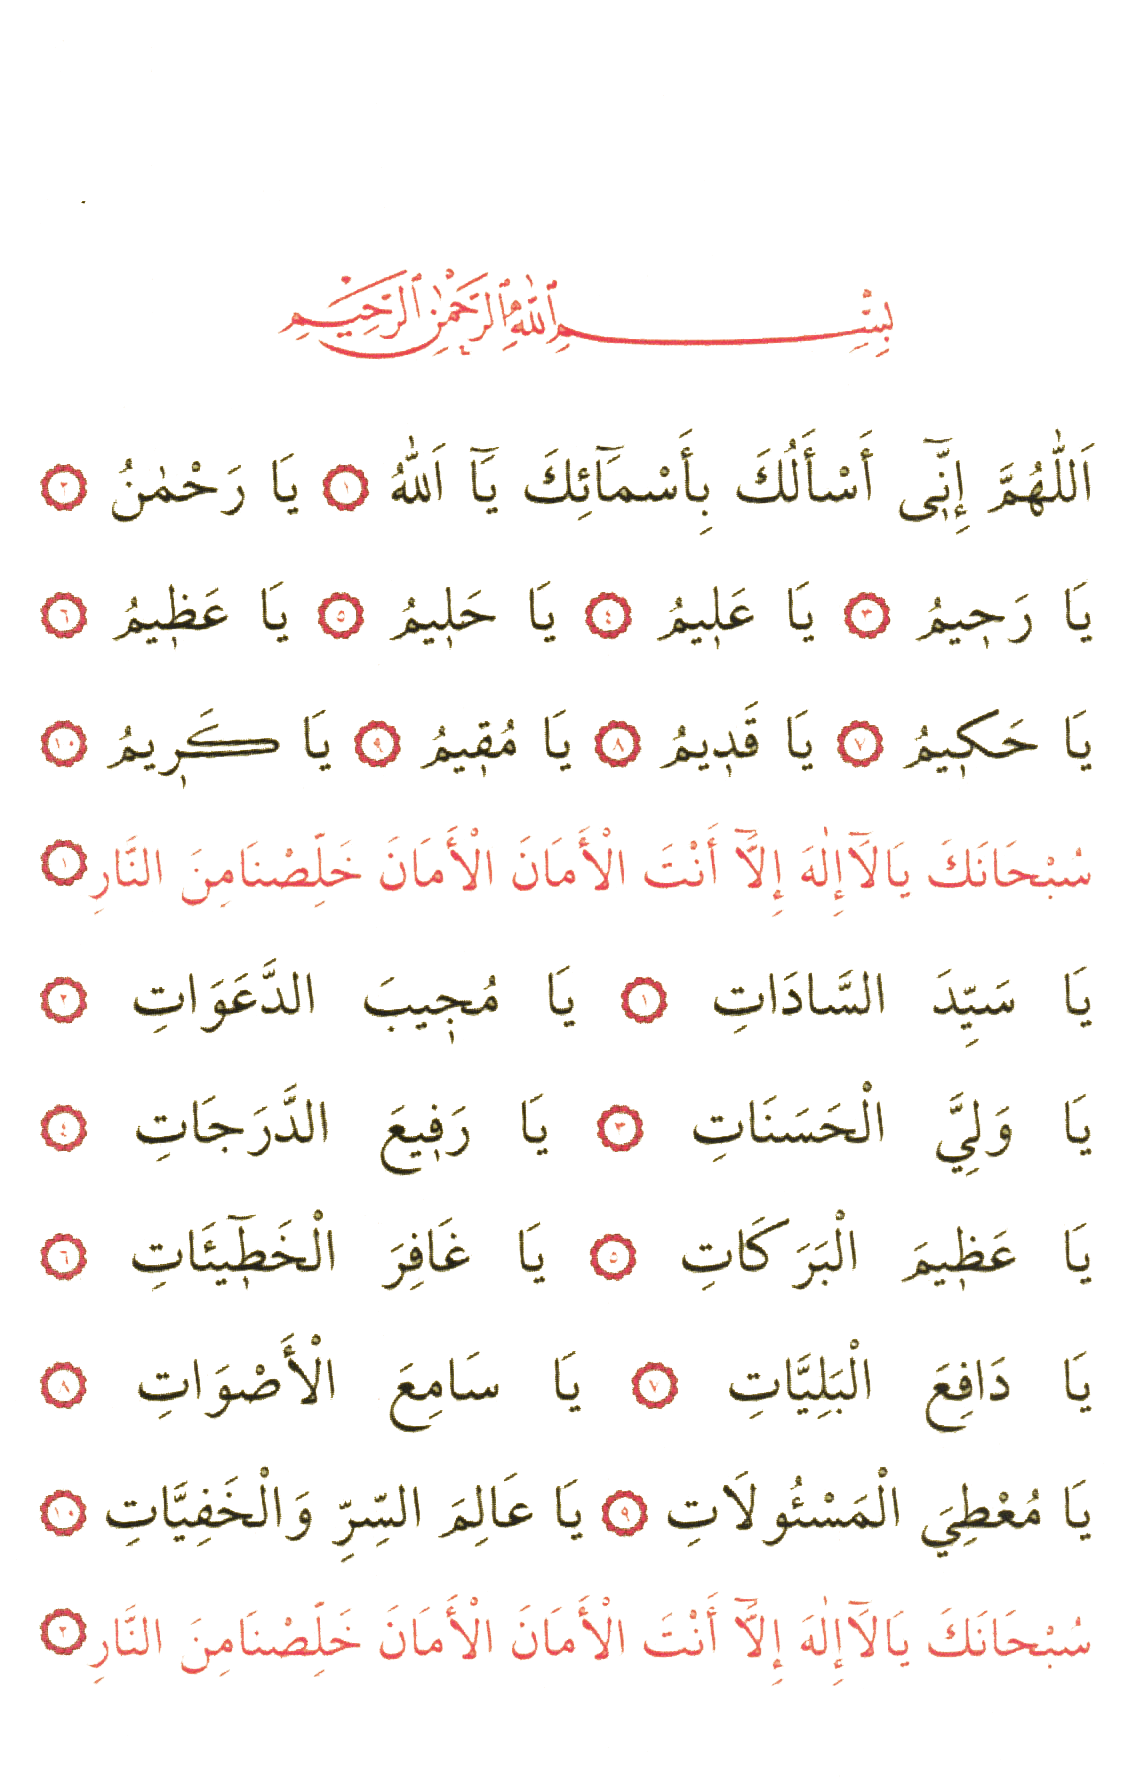 بِسْمِ اللّٰهِ الرَّحْمٰنِ الرَّحِيمِ
اَللّٰهُمَّ إِنّ۪ٓى أَسْأَلُكَ بِأَسْمَٓائِكَ يَٓا اَللّٰهُ ١ يَا رَحْمٰنُ ٢
يَا رَح۪يمُ ٣ يَا عَل۪يمُ ٤ يَا حَل۪يمُ ٥ يَا عَظ۪يمُ ٦
يَا حَك۪يمُ ٧ يَا قَد۪يمُ ٨ يَا مُق۪يمُ ٩ يَا كَر۪يمُ ١٠
سُبْحَانَكَ يَالَٓاإِلٰهَ إِلَّٓا أَنْتَ الْأَمَانَ الْأَمَانَ خَلِّصْنَامِنَ النَّارِ ١
يَا سَيِّدَ السَّادَاتِ ١ يَا مُج۪يبَ الدَّعَوَاتِ ٢
يَا وَلِيَّ الْحَسَنَاتِ ٣ يَا رَف۪يعَ الدَّرَجَاتِ ٤
يَا عَظ۪يمَ الْبَرَكَاتِ ٥ يَا غَافِرَ الْخَط۪ٓيئَاتِ ٦
يَا دَافِعَ الْبَلِيَّاتِ ٧ يَا سَامِعَ الْأَصْوَاتِ ٨
يَا مُعْطِيَ الْمَسْئُولَاتِ ٩ يَا عَالِمَ السِّرِّ وَالْخَفِيَّاتِ ١٠
سُبْحَانَكَ يَالَٓاإِلٰهَ إِلَّٓا أَنْتَ الْأَمَانَ الْأَمَانَ خَلِّصْنَامِنَ النَّارِ ٢